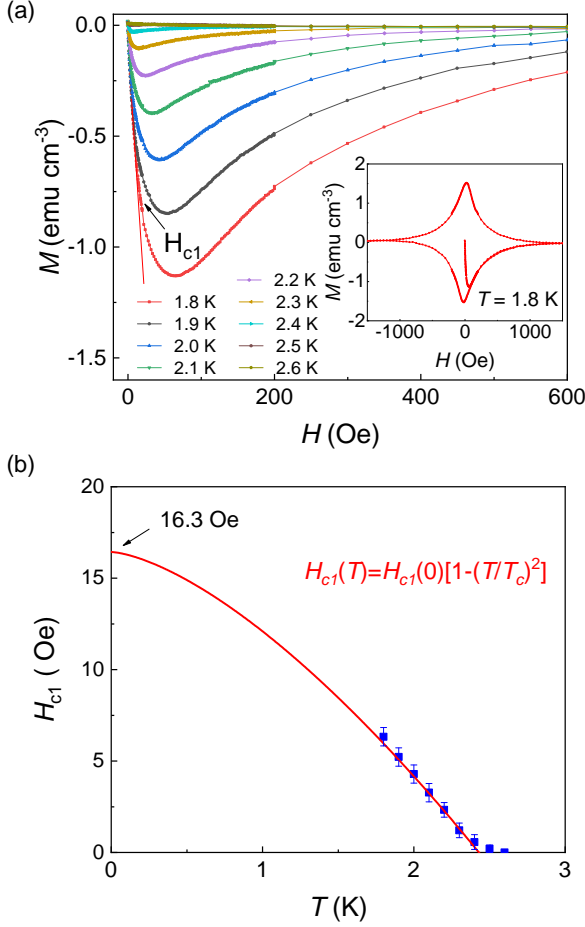 (a)
0.0
-0.5
-1.0
-1.5
M (emu cm⁻³)
H_c1
1.8 K
1.9 K
2.0 K
2.1 K
2.2 K
2.3 K
2.4 K
2.5 K
2.6 K
0 200 400 600
H (Oe)
2
1
0
-1
-2
M (emu cm⁻³)
T = 1.8 K
-1000 0 1000
H (Oe)
(b)
20
15
10
5
0
H_c1 ( Oe)
16.3 Oe
H_c1(T)=H_c1(0)[1-(T/T_c)²]
0 1 2 3
T (K)